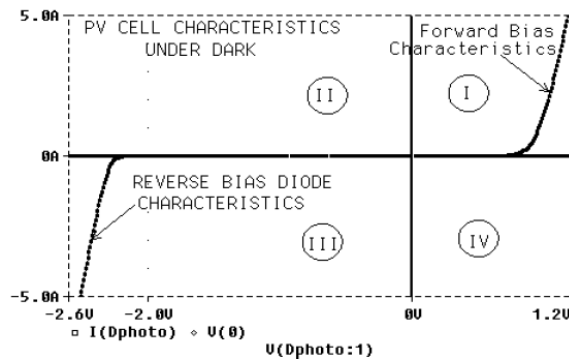 5.0A
PV CELL CHARACTERISTICS
UNDER DARK
Forward Bias
Characteristics
II
I
0A
REVERSE BIAS DIODE
CHARACTERISTICS
III
IV
-5.0A
-2.6V -2.0V 0V 1.2V
I(Dphoto) V(0)
V(Dphoto:1)